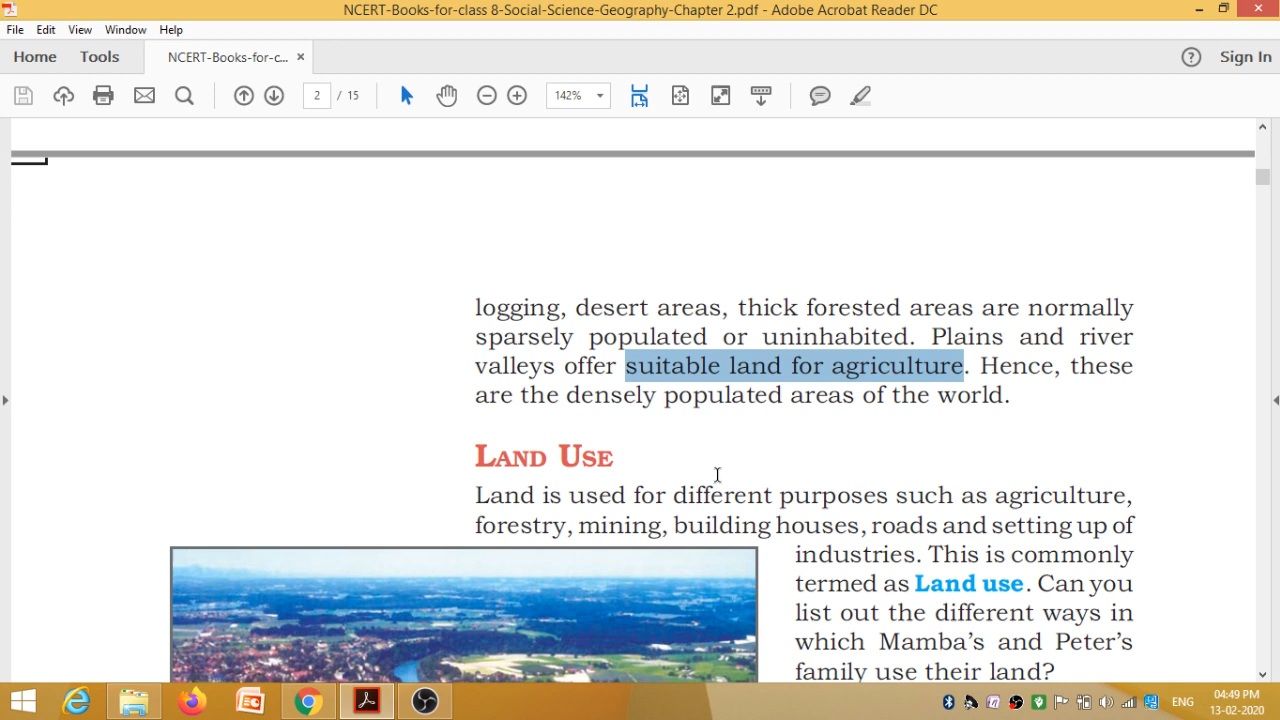 NCERT-Books-for-class 8-Social-Science-Geography-Chapter 2.pdf - Adobe Acrobat Reader DC
File Edit View Window Help
Home Tools NCERT-Books-for-c... × Sign In
2 / 15 142%
logging, desert areas, thick forested areas are normally
sparsely populated or uninhabited. Plains and river
valleys offer suitable land for agriculture. Hence, these
are the densely populated areas of the world.
LAND USE
Land is used for different purposes such as agriculture,
forestry, mining, building houses, roads and setting up of
industries. This is commonly
termed as Land use. Can you
list out the different ways in
which Mamba's and Peter's
family use their land?
ENG 04:49 PM
13-02-2020